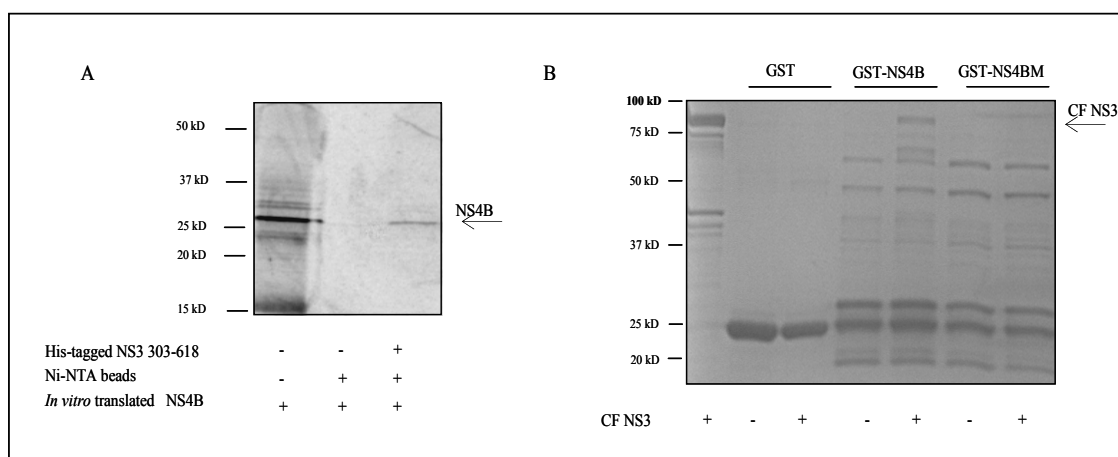 A
50 kD
37 kD
25 kD
20 kD
15 kD
NS4B
His-tagged NS3 303-618 - - +
Ni-NTA beads - + +
In vitro translated NS4B + + +
B
GST GST-NS4B GST-NS4BM
100 kD
75 kD
50 kD
37 kD
25 kD
20 kD
CF NS3
CF NS3 + - + - + - +